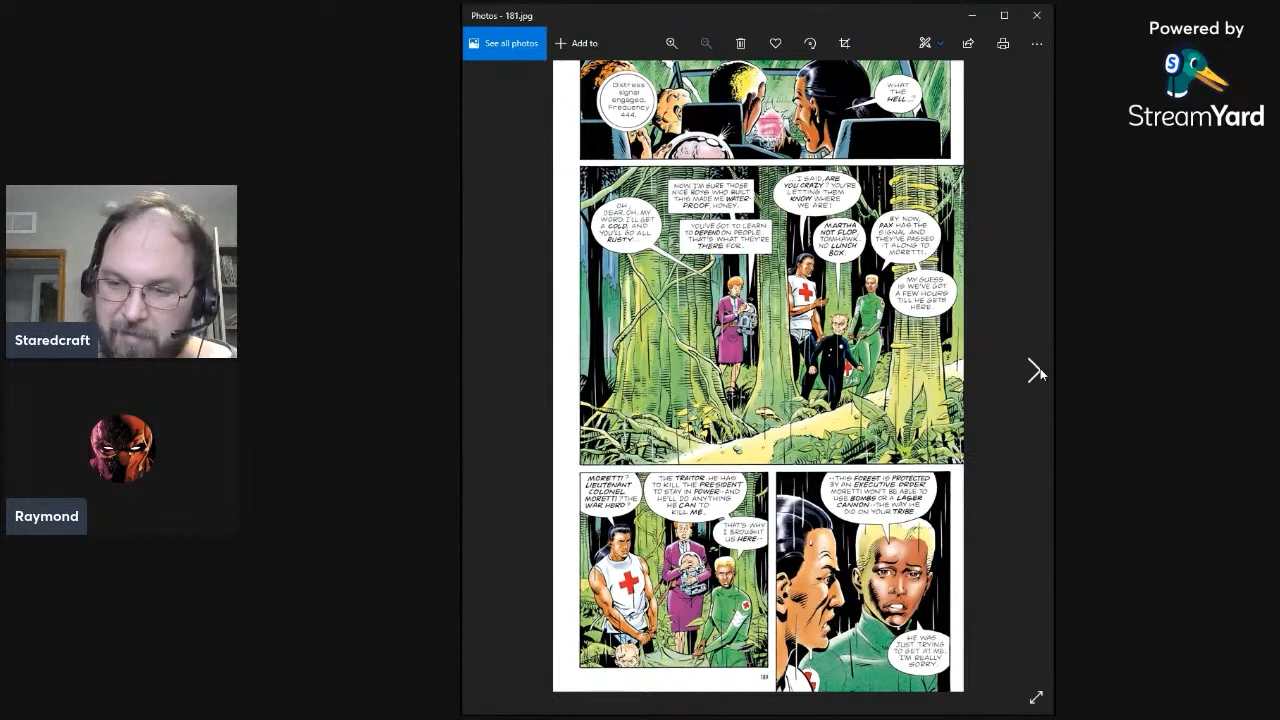 Photos - 181.jpg
See all photos
Add to
Powered by
S
StreamYard
Staredcraft
Raymond
Distress
signal
engaged.
Frequency
444.
WHAT
THE
HELL..?
OH,
DEAR, OH, MY
WORD. I'LL GET
A COLD, AND
YOU'LL GO ALL
RUSTY...
NOW, I'M SURE THOSE
NICE BOYS WHO BUILT
THIS MADE ME WATER-
PROOF, HONEY.
YOU'VE GOT TO LEARN
TO DEPEND ON PEOPLE.
THAT'S WHAT THEY'RE
THERE FOR.
...I SAID, ARE
YOU CRAZY? YOU'RE
LETTING THEM
KNOW WHERE
WE ARE!
MARTHA
NOT FLOP,
TOMHAWK.
NO LUNCH
BOX.
BY NOW,
PAX HAS THE
SIGNAL AND
THEY'VE PASSED
IT ALONG TO
MORETTI.
MY GUESS
IS WE'VE GOT
A FEW HOURS
TILL HE GETS
HERE.
MORETTI?
LIEUTENANT
COLONEL
MORETTI? THE
WAR HERO?
THE TRAITOR. HE HAS
TO KILL THE PRESIDENT
TO STAY IN POWER--AND
HE'LL DO ANYTHING
HE CAN TO
KILL ME.
THAT'S WHY
I BROUGHT
US HERE--
--THIS FOREST IS PROTECTED
BY AN EXECUTIVE ORDER
MORETTI WON'T BE ABLE TO
USE BOMBS OR A LASER
CANNON--THE WAY HE
DID ON YOUR TRIBE
HE WAS
JUST TRYING
TO GET AT ME.
I'M REALLY
SORRY.
189